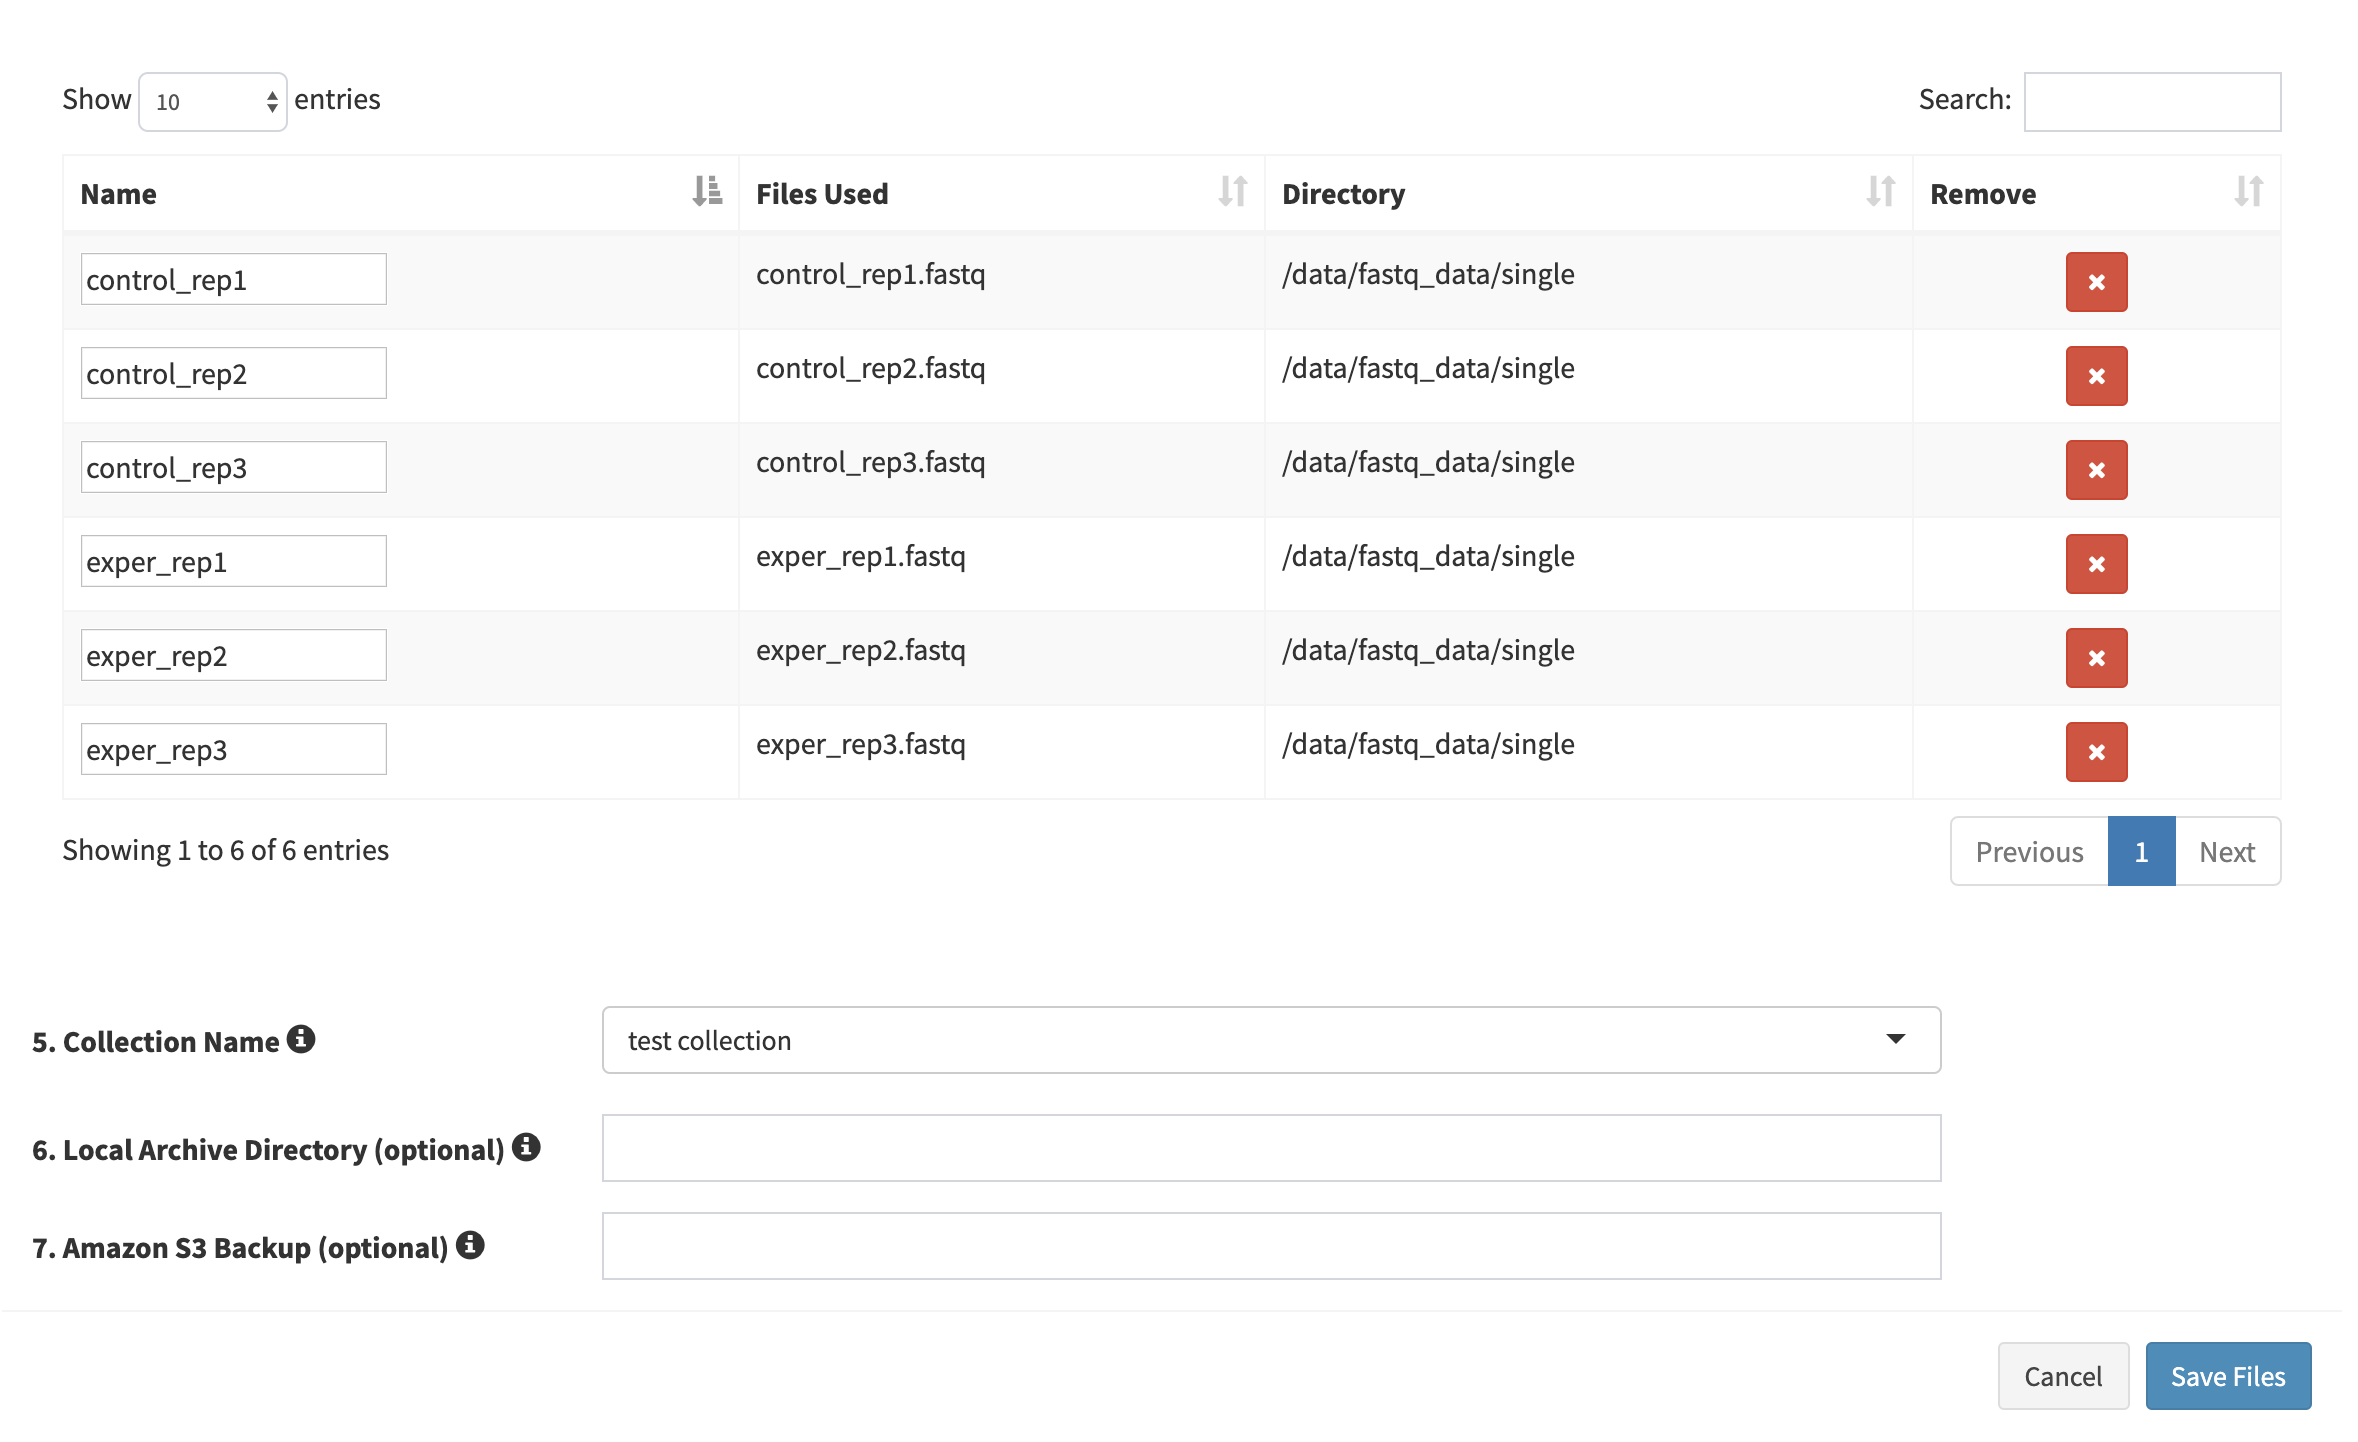 Show 10 entries Search:
Name Files Used Directory Remove
control_rep1 control_rep1.fastq /data/fastq_data/single
control_rep2 control_rep2.fastq /data/fastq_data/single
control_rep3 control_rep3.fastq /data/fastq_data/single
exper_rep1 exper_rep1.fastq /data/fastq_data/single
exper_rep2 exper_rep2.fastq /data/fastq_data/single
exper_rep3 exper_rep3.fastq /data/fastq_data/single
Showing 1 to 6 of 6 entries Previous 1 Next
5. Collection Name test collection
6. Local Archive Directory (optional)
7. Amazon S3 Backup (optional)
Cancel Save Files